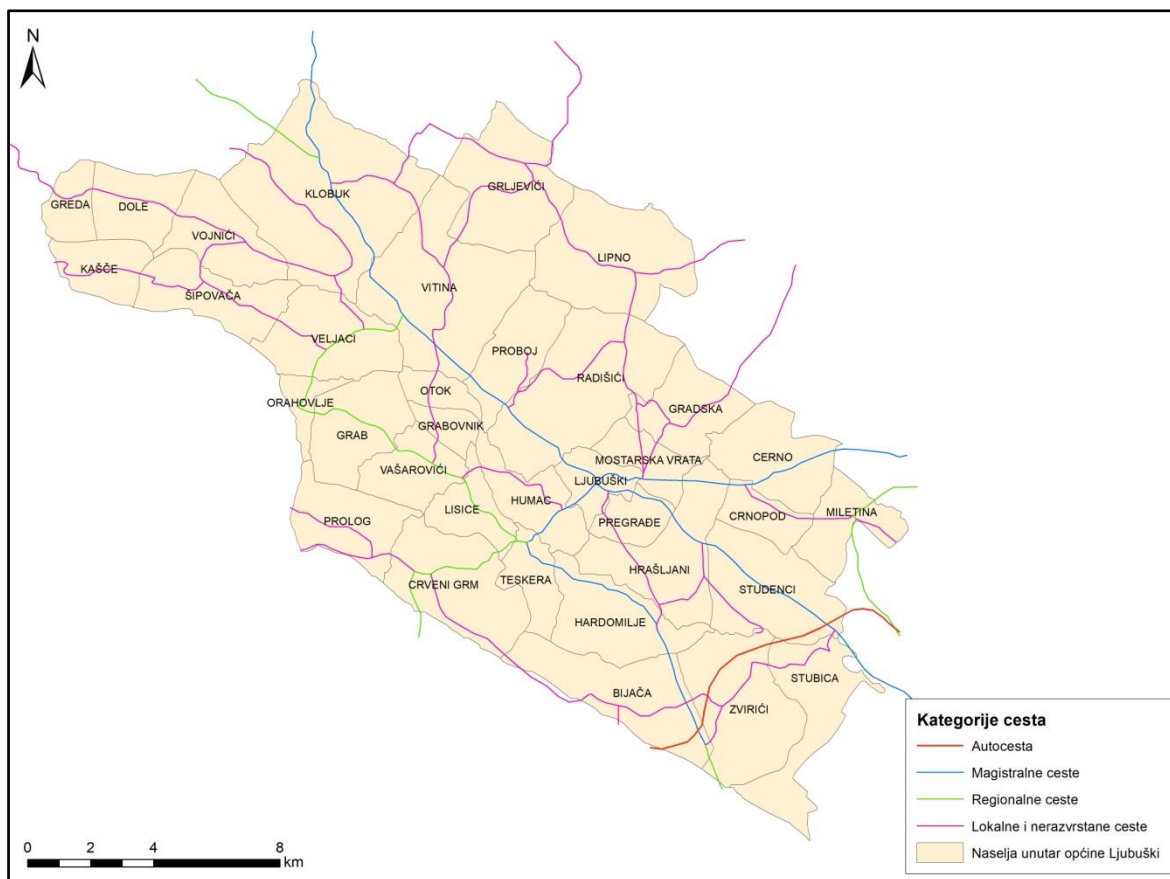 N
KLOBUK
GRLJEVIĆI
GREDA
DOLE
VOJNIĆI
LIPNO
KAŠČE
ŠIPOVAČA
VITINA
VELJACI
PROBOJ
RADIŠIĆI
OTOK
ORAHOVLJE
GRADSKA
GRABOVNIK
GRAB
CERNO
MOSTARSKA VRATA
VAŠAROVIĆI
LJUBUŠKI
HUMAC
LISICE
PROLOG
PREGRAĐE
CRNOPOD
MILETINA
HRAŠLJANI
CRVENI GRM
TESKERA
STUDENCI
HARDOMILJE
STUBICA
BIJAČA
ZVIRIĆI
Kategorije cesta
Autocesta
Magistralne ceste
Regionalne ceste
Lokalne i nerazvrstane ceste
Naselja unutar općine Ljubuški
0 2 4 8
km